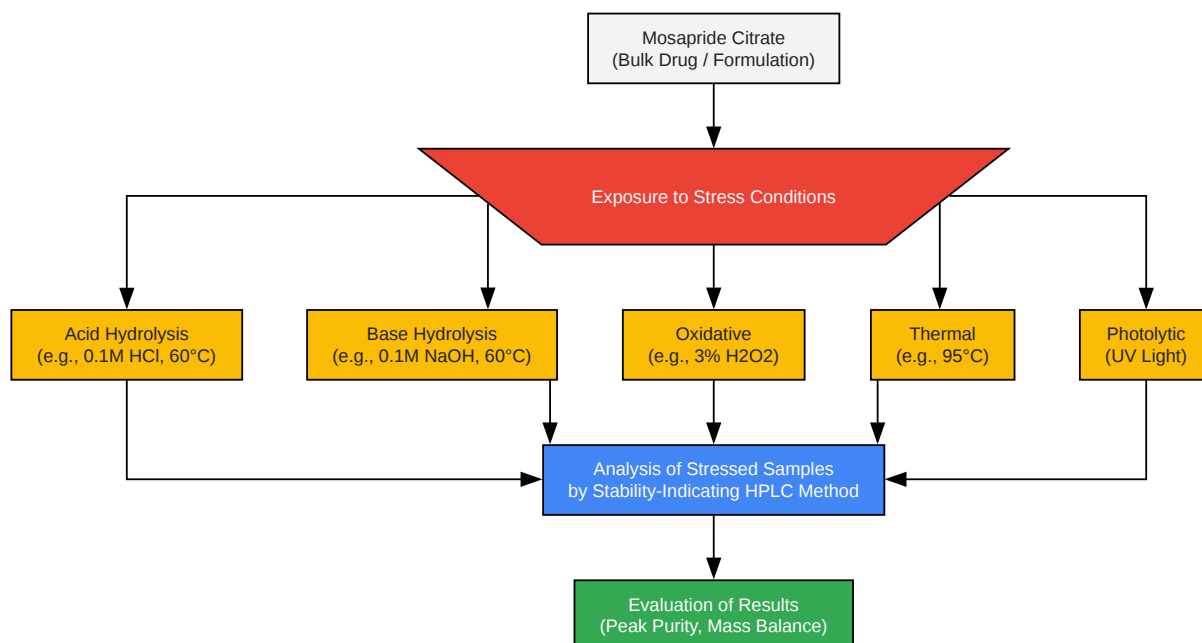 Mosapride Citrate
(Bulk Drug / Formulation)
Exposure to Stress Conditions
Acid Hydrolysis
(e.g., 0.1M HCl, 60°C)
Base Hydrolysis
(e.g., 0.1M NaOH, 60°C)
Oxidative
(e.g., 3% H2O2)
Thermal
(e.g., 95°C)
Photolytic
(UV Light)
Analysis of Stressed Samples
by Stability-Indicating HPLC Method
Evaluation of Results
(Peak Purity, Mass Balance)